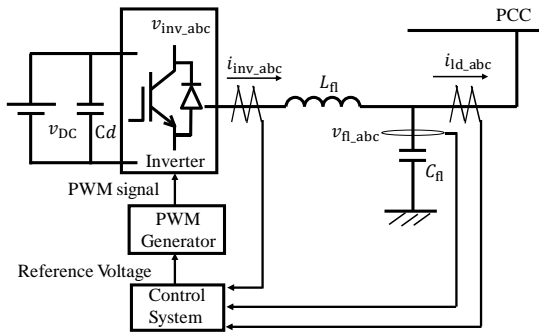 PCC
v_inv_abc
i_inv_abc
L_fl
i_ld_abc
v_DC
Cd
v_fl_abc
C_fl
Inverter
PWM signal
PWM
Generator
Reference Voltage
Control
System